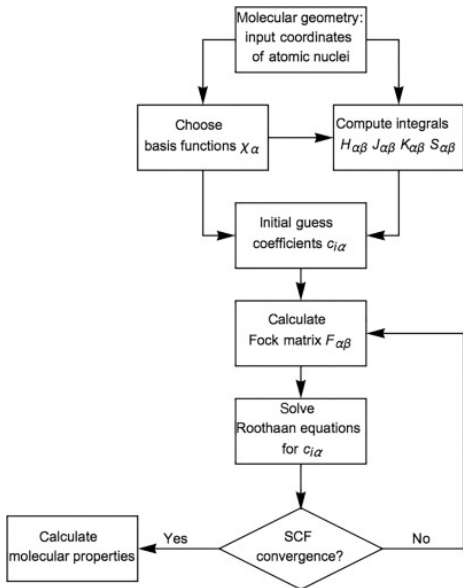 Molecular geometry:
input coordinates
of atomic nuclei
Choose
basis functions χα
Compute integrals
Hαβ Jαβ Kαβ Sαβ
Initial guess
coefficients ciα
Calculate
Fock matrix Fαβ
Solve
Roothaan equations
for ciα
Calculate
molecular properties
Yes
SCF
convergence?
No